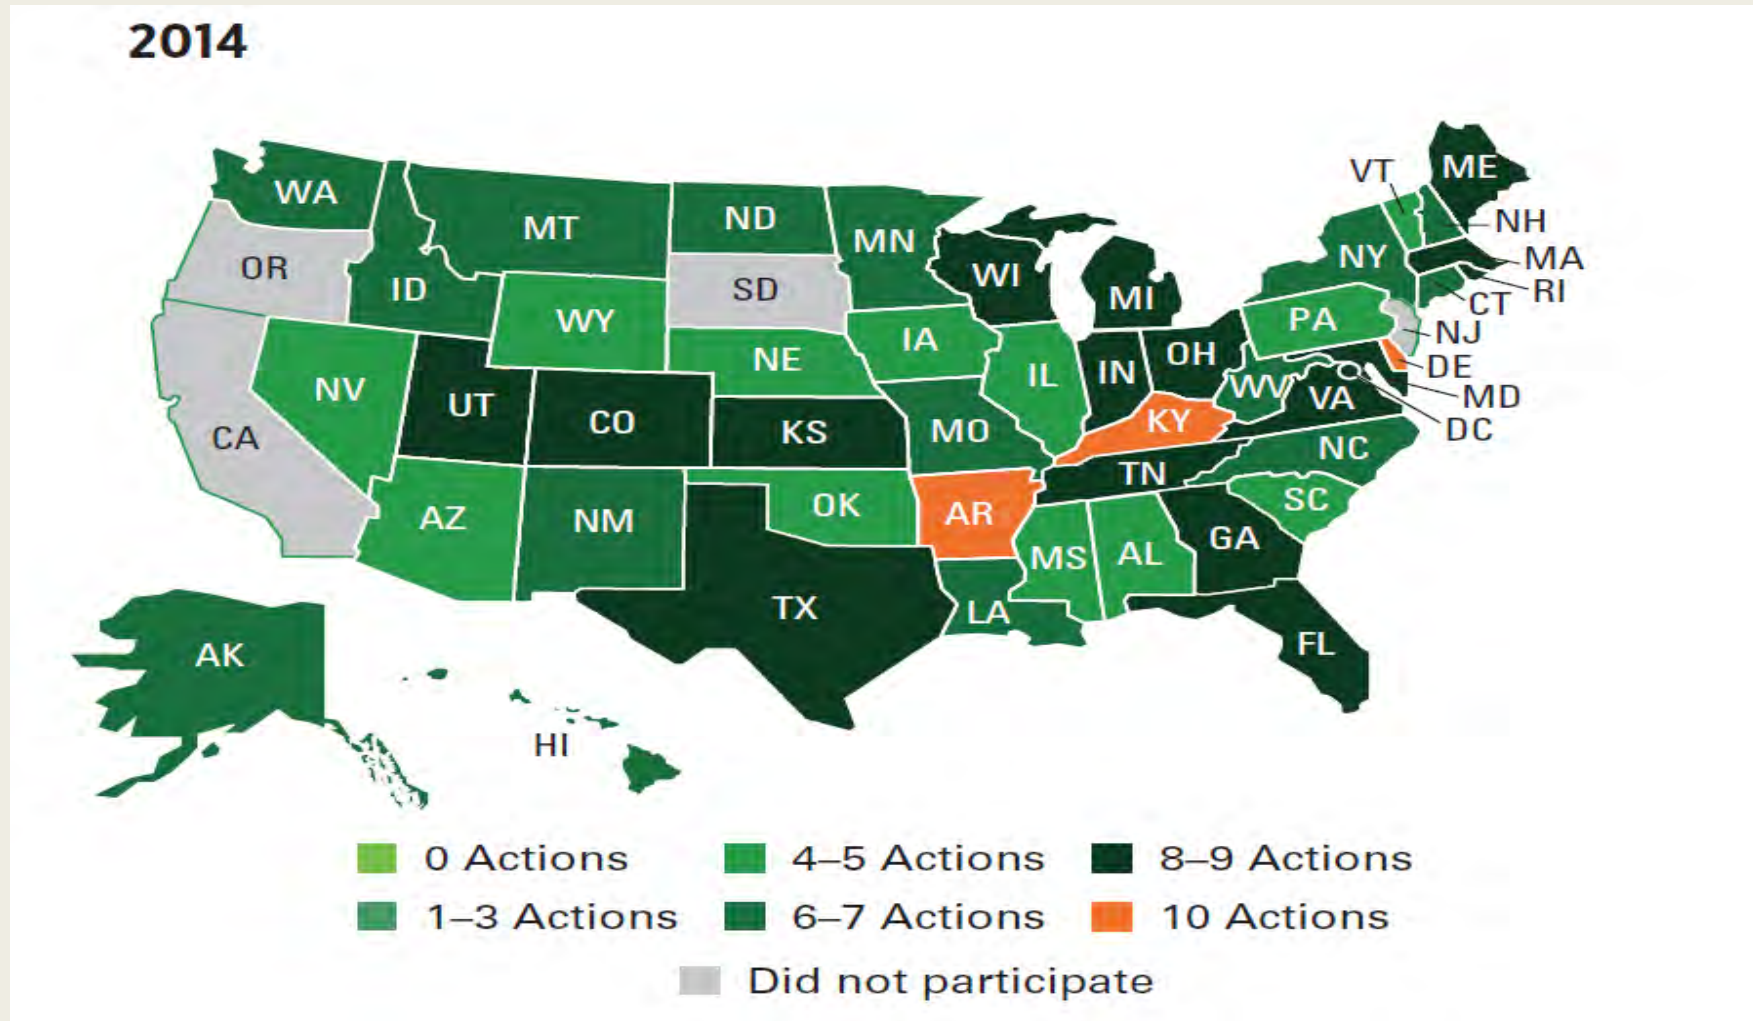 2014
ME
VT
WA
MT
ND
MN
NH
NY
MA
OR
ID
SD
WI
MI
RI
CT
WY
PA
NJ
IA
NE
OH
DE
NV
IL
IN
WV
VA
MD
UT
CO
KS
MO
KY
DC
CA
NC
TN
AZ
NM
OK
AR
SC
MS
AL
GA
TX
LA
FL
AK
HI
0 Actions
4–5 Actions
8–9 Actions
1–3 Actions
6–7 Actions
10 Actions
Did not participate